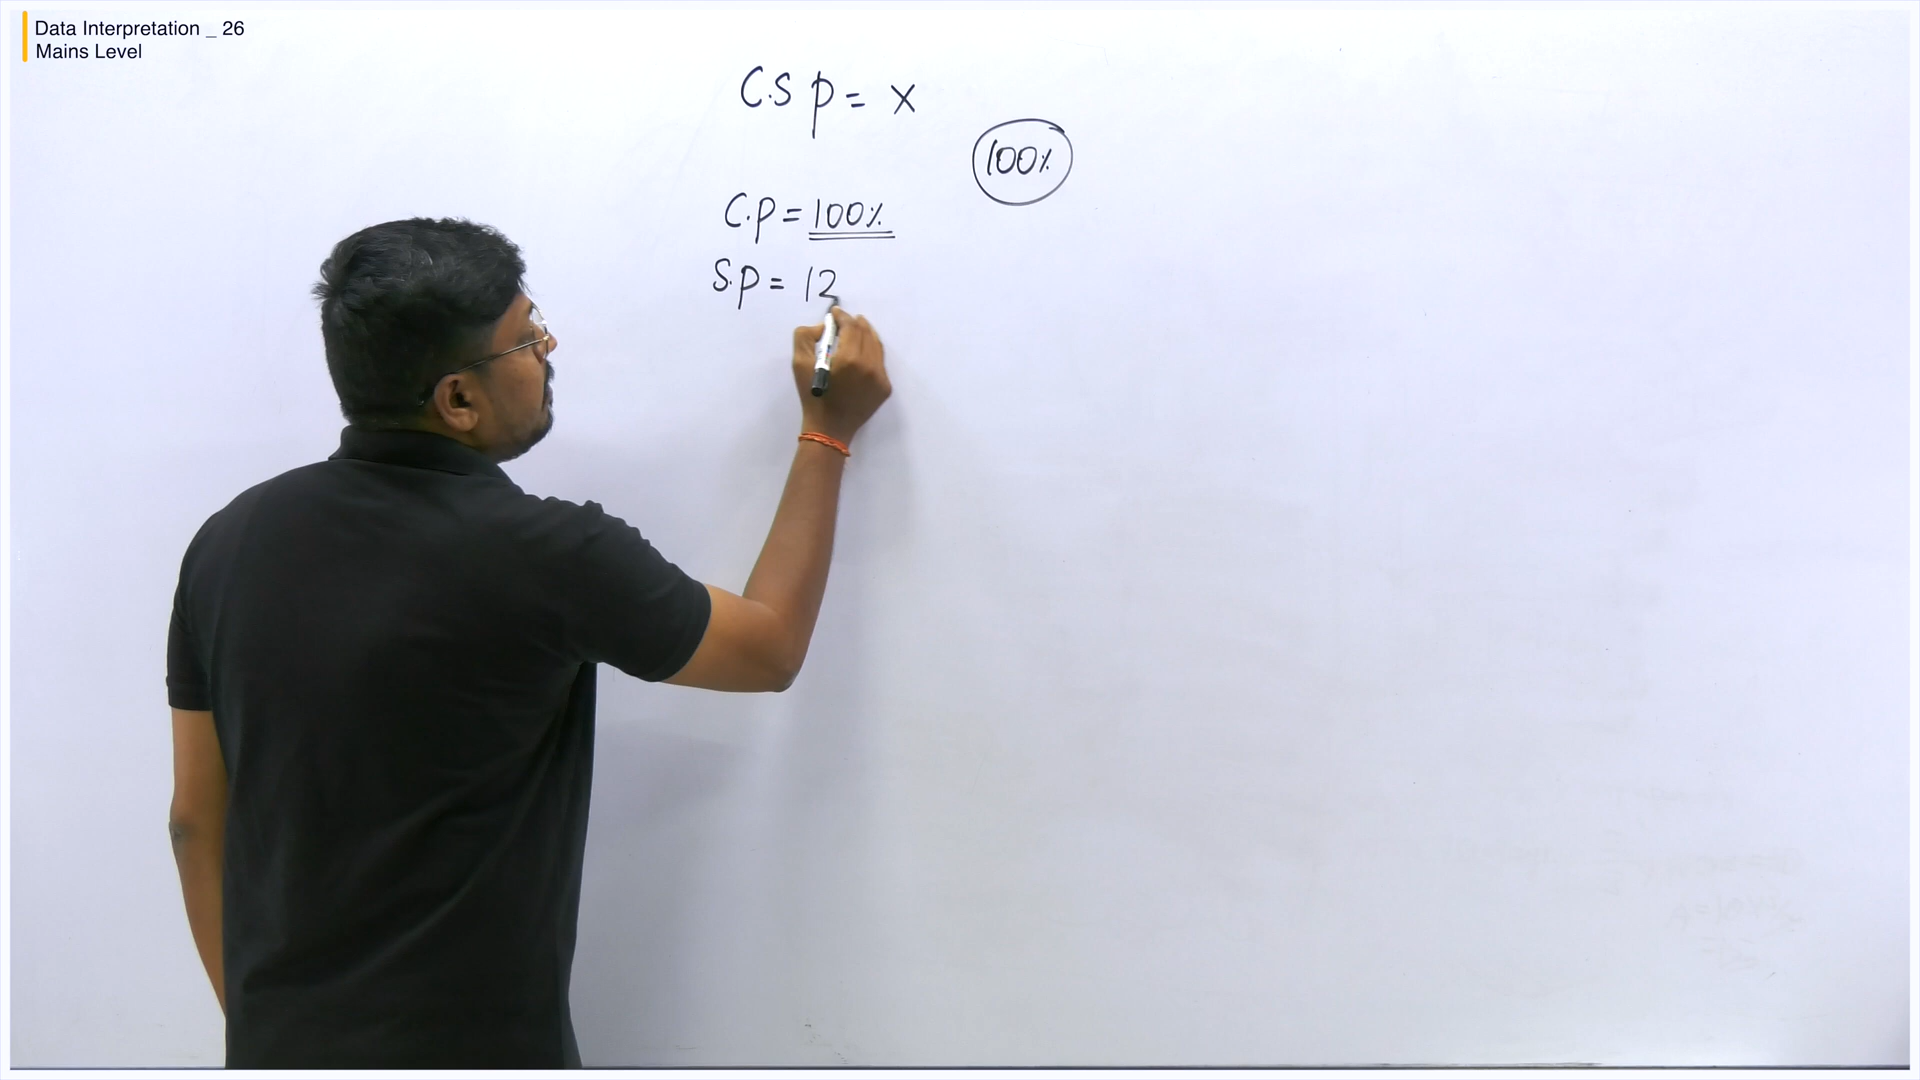 Data Interpretation _ 26
Mains Level
C.S P = x
100%
C.P = 100%
S.P = 12